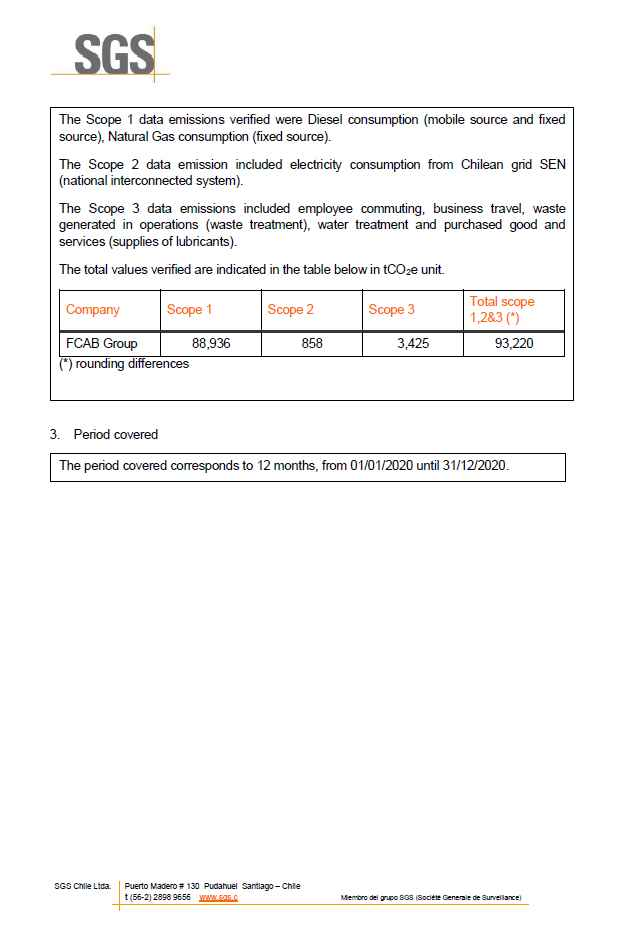 SGS
The Scope 1 data emissions verified were Diesel consumption (mobile source and fixed
source), Natural Gas consumption (fixed source).
The Scope 2 data emission included electricity consumption from Chilean grid SEN
(national interconnected system).
The Scope 3 data emissions included employee commuting, business travel, waste
generated in operations (waste treatment), water treatment and purchased good and
services (supplies of lubricants).
The total values verified are indicated in the table below in tCO₂e unit.
Company Scope 1 Scope 2 Scope 3 Total scope
1,2&3 (*)
FCAB Group 88,936 858 3,425 93,220
(*) rounding differences
3. Period covered
The period covered corresponds to 12 months, from 01/01/2020 until 31/12/2020.
SGS Chile Ltda. Puerto Madero # 130 Pudahuel Santiago – Chile
t (56-2) 2898 9656 www.sgs.c
Miembro del grupo SGS (Société Generale de Surveillance)